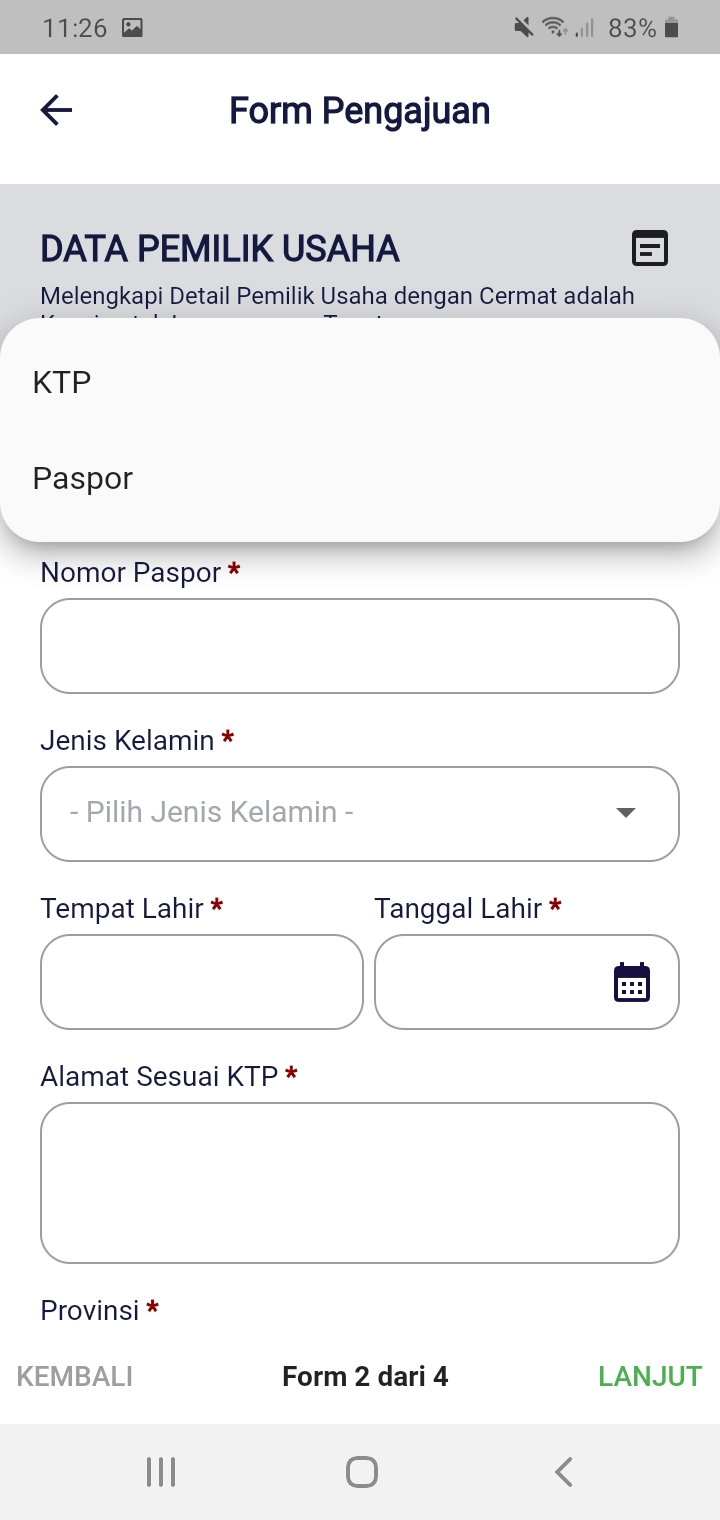 11:26
83%
Form Pengajuan
DATA PEMILIK USAHA
Melengkapi Detail Pemilik Usaha dengan Cermat adalah
KTP
Paspor
Nomor Paspor *
Jenis Kelamin *
- Pilih Jenis Kelamin -
Tempat Lahir * Tanggal Lahir *
Alamat Sesuai KTP *
Provinsi *
KEMBALI Form 2 dari 4 LANJUT